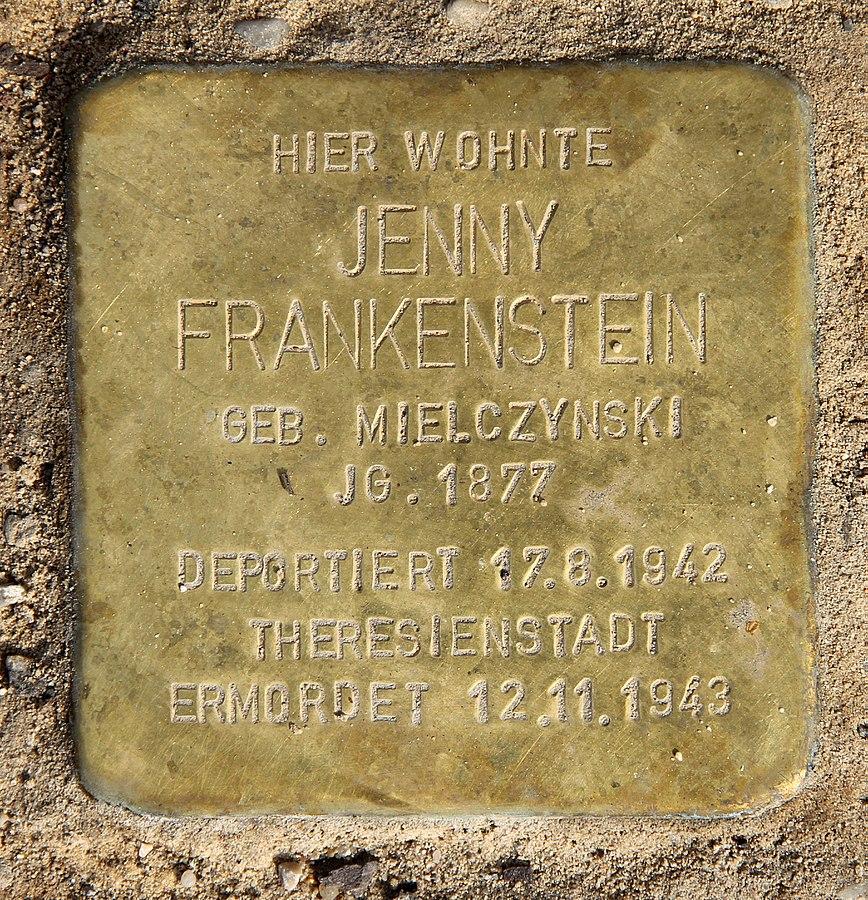 HIER WOHNTE
JENNY
FRANKENSTEIN
GEB. MIELCZYNSKI
JG. 1877
DEPORTIERT 17.8.1942
THERESIENSTADT
ERMORDET 12.11.1943